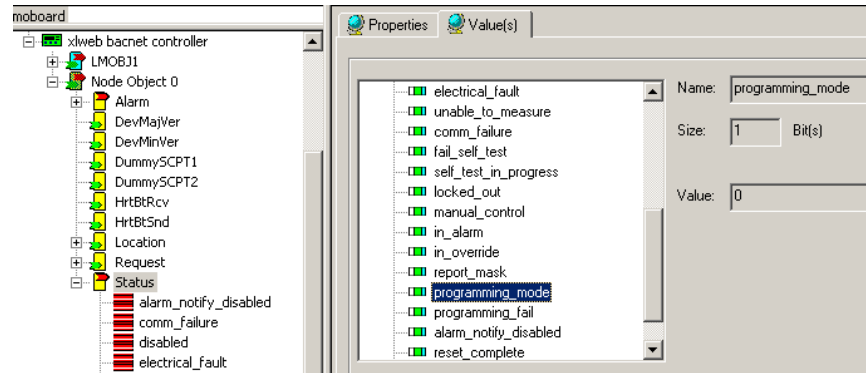 moboard
xlweb bacnet controller
LMOBJ1
Node Object 0
Alarm
DevMajVer
DevMinVer
DummySCPT1
DummySCPT2
HrtBtRcv
HrtBtSnd
Location
Request
Status
alarm_notify_disabled
comm_failure
disabled
electrical_fault
Properties
Value(s)
electrical_fault
unable_to_measure
comm_failure
fail_self_test
self_test_in_progress
locked_out
manual_control
in_alarm
in_override
report_mask
programming_mode
programming_fail
alarm_notify_disabled
reset_complete
Name: programming_mode
Size: 1 Bit(s)
Value: 0